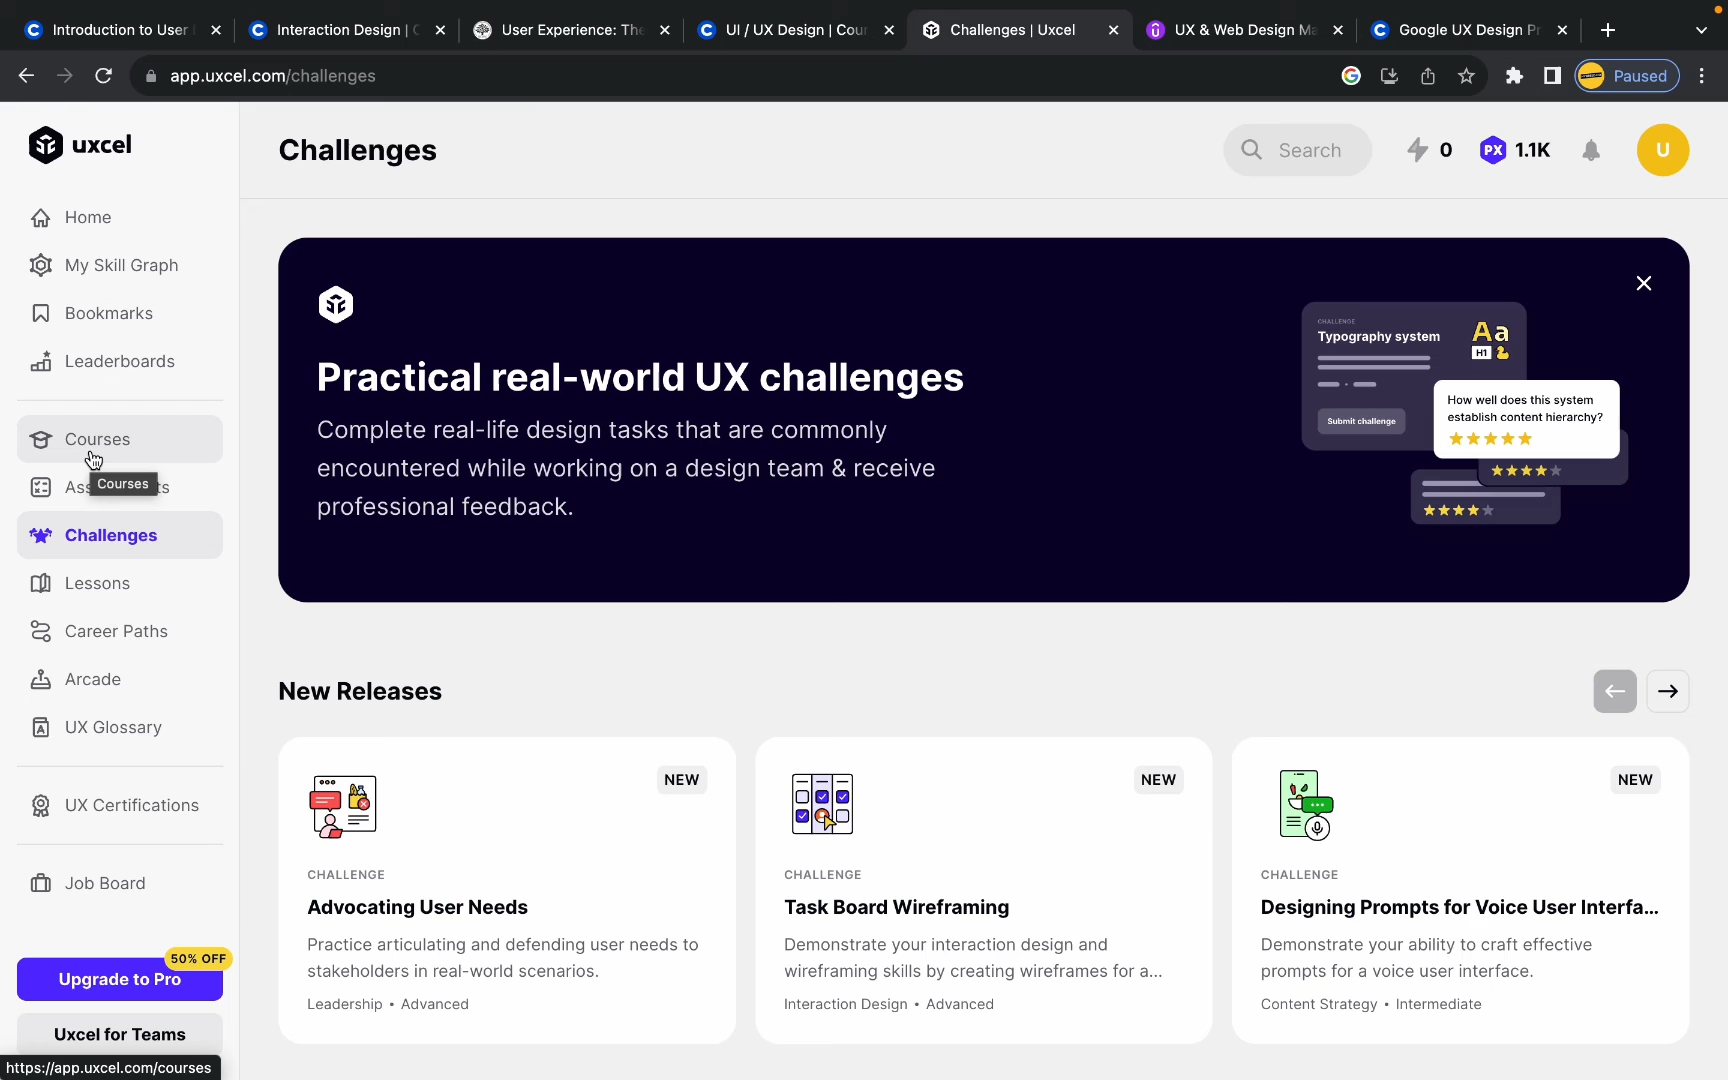 Introduction to User
Interaction Design | C
User Experience: The
UI / UX Design | Cour
Challenges | Uxcel
UX & Web Design Ma
Google UX Design Pr
app.uxcel.com/challenges
Paused
uxcel
Challenges
Search
0
PX
1.1K
U
Home
My Skill Graph
Bookmarks
Leaderboards
Courses
Courses
Challenges
Lessons
Career Paths
Arcade
UX Glossary
UX Certifications
Job Board
50% OFF
Upgrade to Pro
Uxcel for Teams
https://app.uxcel.com/courses
Practical real-world UX challenges
Complete real-life design tasks that are commonly
encountered while working on a design team & receive
professional feedback.
CHALLENGE
Typography system
Aa
H1
Submit challenge
How well does this system
establish content hierarchy?
New Releases
NEW
CHALLENGE
Advocating User Needs
Practice articulating and defending user needs to
stakeholders in real-world scenarios.
Leadership • Advanced
NEW
CHALLENGE
Task Board Wireframing
Demonstrate your interaction design and
wireframing skills by creating wireframes for a...
Interaction Design • Advanced
NEW
CHALLENGE
Designing Prompts for Voice User Interfa...
Demonstrate your ability to craft effective
prompts for a voice user interface.
Content Strategy • Intermediate